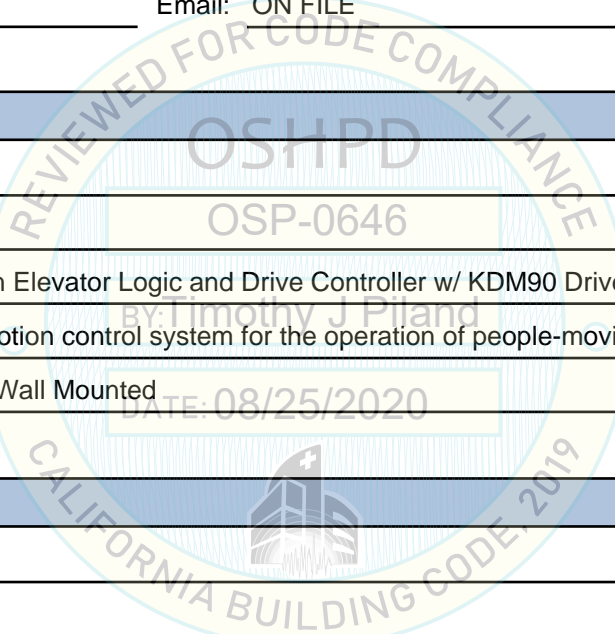 Email: ON FILE
REVIEWED FOR CODE COMPLIANCE
OSHPD
OSP-0646
Elevator Logic and Drive Controller w/ KDM90 Drive
BY: Timothy J Piland
otion control system for the operation of people-movi
Wall Mounted
DATE: 08/25/2020
CALIFORNIA BUILDING CODE, 2019